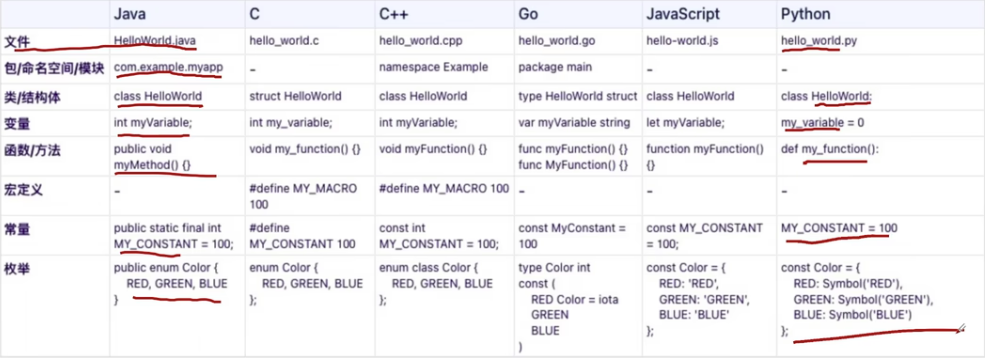 Java C C++ Go JavaScript Python
文件 HelloWorld.java hello_world.c hello_world.cpp hello_world.go hello-world.js hello_world.py
包/命名空间/模块 com.example.myapp - namespace Example package main - -
类/结构体 class HelloWorld struct HelloWorld class HelloWorld type HelloWorld struct class HelloWorld class HelloWorld:
变量 int myVariable; int my_variable; int myVariable; var myVariable string let myVariable; my_variable = 0
函数/方法 public void void my_function() {} void myFunction() {} func myFunction() {} function myFunction() def my_function():
myMethod() {} func MyFunction() {} {}
宏定义 - #define MY_MACRO #define MY_MACRO 100 - - -
100
常量 public static final int #define const int const MyConstant = const MY_CONSTANT MY_CONSTANT = 100
MY_CONSTANT = 100; MY_CONSTANT 100 MY_CONSTANT = 100; 100 = 100;
枚举 public enum Color { enum Color { enum class Color { type Color int const Color = { const Color = {
RED, GREEN, BLUE RED, GREEN, BLUE RED, GREEN, BLUE const ( RED: 'RED', RED: Symbol('RED'),
} }; }; RED Color = iota GREEN: 'GREEN', GREEN: Symbol('GREEN'),
GREEN BLUE: 'BLUE' BLUE: Symbol('BLUE')
BLUE }; };
)